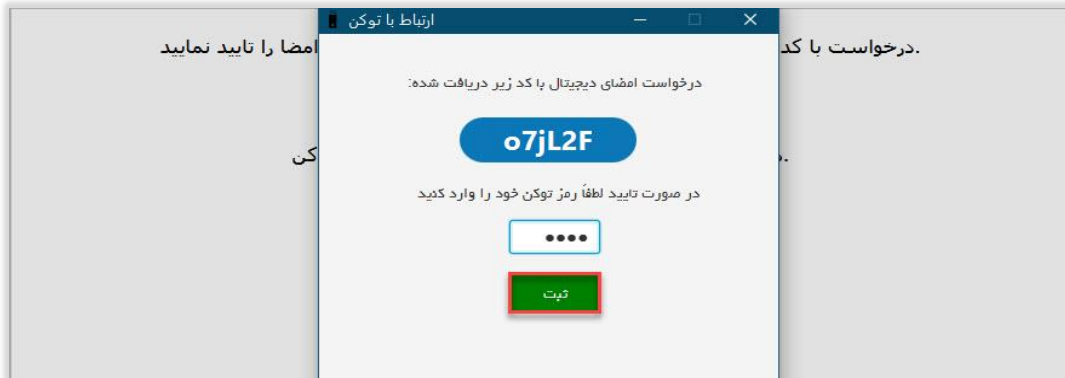 ارتباط با توکن
درخواست با کد
امضا را تایید نمایید.
درخواست امضای دیجیتال با کد زیر دریافت شده:
o7jL2F
کن
در صورت تایید لطفاً رمز توکن خود را وارد کنید
••••
ثبت